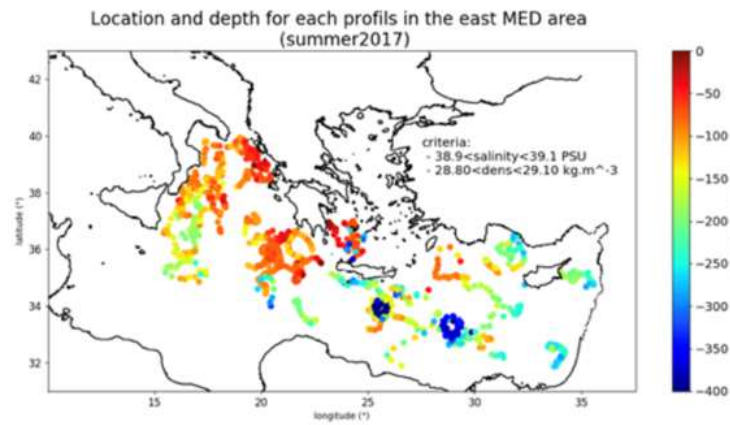 Location and depth for each profils in the east MED area
(summer2017)
42
40
38
36
34
32
latitude (°)
criteria:
- 38.9<salinity<39.1 PSU
- 28.80<dens<29.10 kg.m^-3
15
20
25
30
35
longitude (°)
0
−50
−100
−150
−200
−250
−300
−350
−400